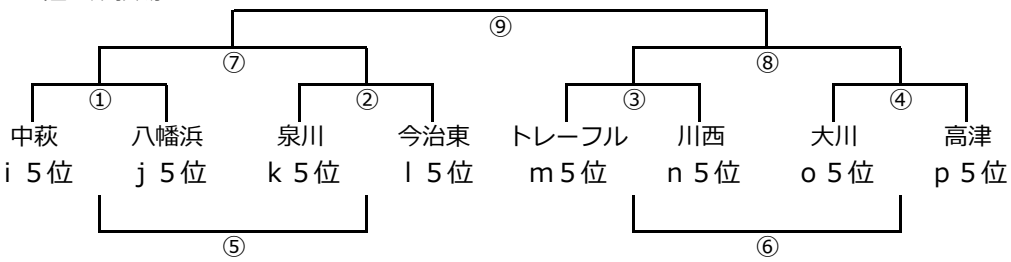 ⑨
⑦ ⑧
① ② ③ ④
中萩 八幡浜 泉川 今治東 トレーフル 川西 大川 高津
i 5位 j 5位 k 5位 l 5位 m5位 n 5位 o 5位 p 5位
⑤ ⑥